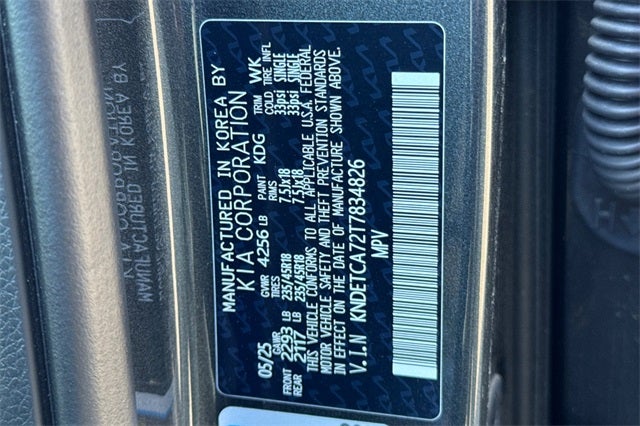 MANUFACTURED IN KOREA BY
KIA CORPORATION
05/25 GVWR 4256 LB PAINT KDG TRIM WK
GAWR TIRES RIMS COLD TIRE INFL
FRONT 2293 LB 235/45R18 7.5Jx18 33psi SINGLE
REAR 2117 LB 235/45R18 7.5Jx18 33psi SINGLE
THIS VEHICLE CONFORMS TO ALL APPLICABLE U.S.A. FEDERAL
MOTOR VEHICLE SAFETY AND THEFT PREVENTION STANDARDS
IN EFFECT ON THE DATE OF MANUFACTURE SHOWN ABOVE.
V.I.N KNDETCA72T7834826
MPV